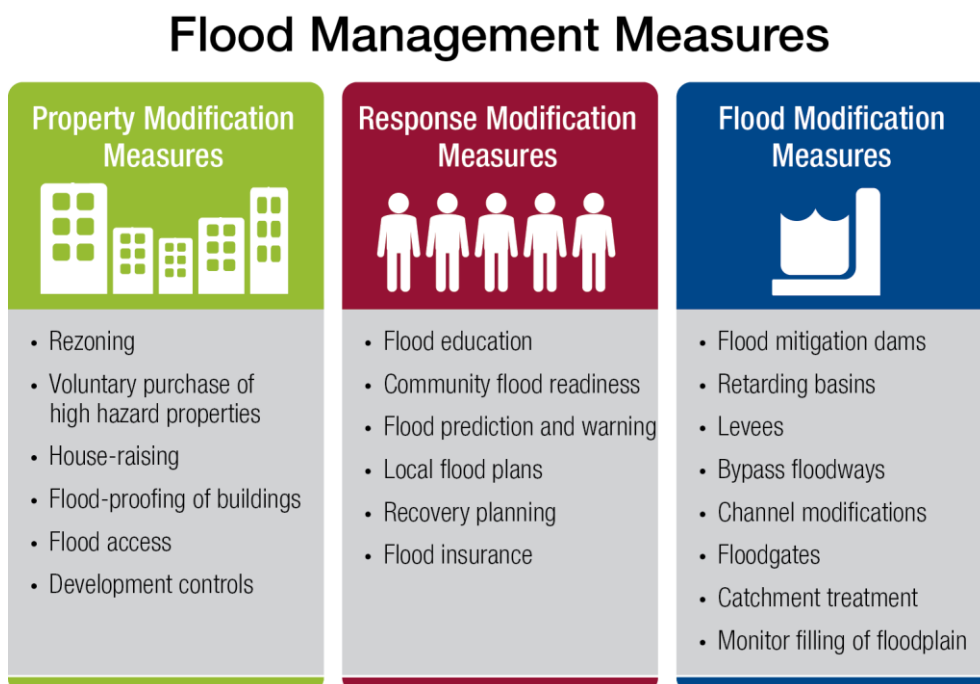 Flood Management Measures
Property Modification
Measures
• Rezoning
• Voluntary purchase of
high hazard properties
• House-raising
• Flood-proofing of buildings
• Flood access
• Development controls
Response Modification
Measures
• Flood education
• Community flood readiness
• Flood prediction and warning
• Local flood plans
• Recovery planning
• Flood insurance
Flood Modification
Measures
• Flood mitigation dams
• Retarding basins
• Levees
• Bypass floodways
• Channel modifications
• Floodgates
• Catchment treatment
• Monitor filling of floodplain